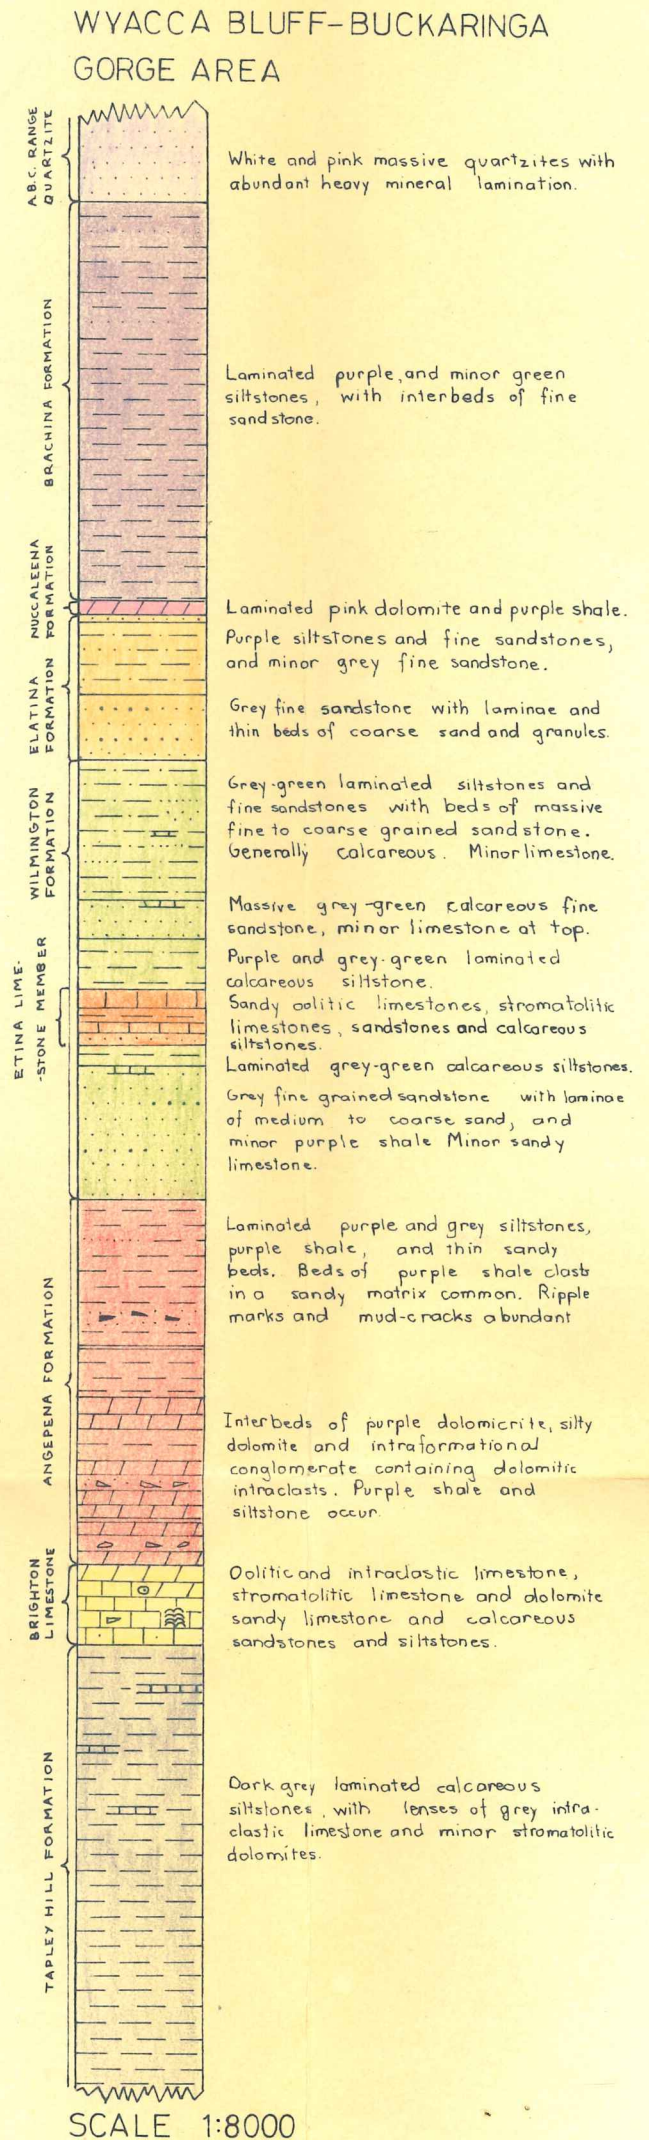 WYACCA BLUFF-BUCKARINGA
GORGE AREA
A.B.C. RANGE
QUARTZITE
White and pink massive quartzites with
abundant heavy mineral lamination.
BRACHINA FORMATION
Laminated purple, and minor green
siltstones, with interbeds of fine
sandstone.
NUCCALEENA
FORMATION
Laminated pink dolomite and purple shale.
ELATINA
FORMATION
Purple siltstones and fine sandstones,
and minor grey fine sandstone.
Grey fine sandstone with laminae and
thin beds of coarse sand and granules.
WILMINGTON
FORMATION
Grey-green laminated siltstones and
fine sandstones with beds of massive
fine to coarse grained sandstone.
Generally calcareous. Minor limestone.
Massive grey-green calcareous fine
sandstone, minor limestone at top.
Purple and grey-green laminated
calcareous siltstone.
ETINA LIME-
-STONE MEMBER
Sandy oolitic limestones, stromatolitic
limestones, sandstones and calcareous
siltstones.
Laminated grey-green calcareous siltstones.
Grey fine grained sandstone with laminae
of medium to coarse sand, and
minor purple shale Minor sandy
limestone.
ANGEPENA FORMATION
Laminated purple and grey siltstones,
purple shale, and thin sandy
beds. Beds of purple shale clasts
in a sandy matrix common. Ripple
marks and mud-cracks abundant
Interbeds of purple dolomicrite, silty
dolomite and intraformational
conglomerate containing dolomitic
intraclasts. Purple shale and
siltstone occur.
BRIGHTON
LIMESTONE
Oolitic and intraclastic limestone,
stromatolitic limestone and dolomite
sandy limestone and calcareous
sandstones and siltstones.
TAPLEY HILL FORMATION
Dark grey laminated calcareous
siltstones, with lenses of grey intra-
clastic limestone and minor stromatolitic
dolomites.
SCALE 1:8000